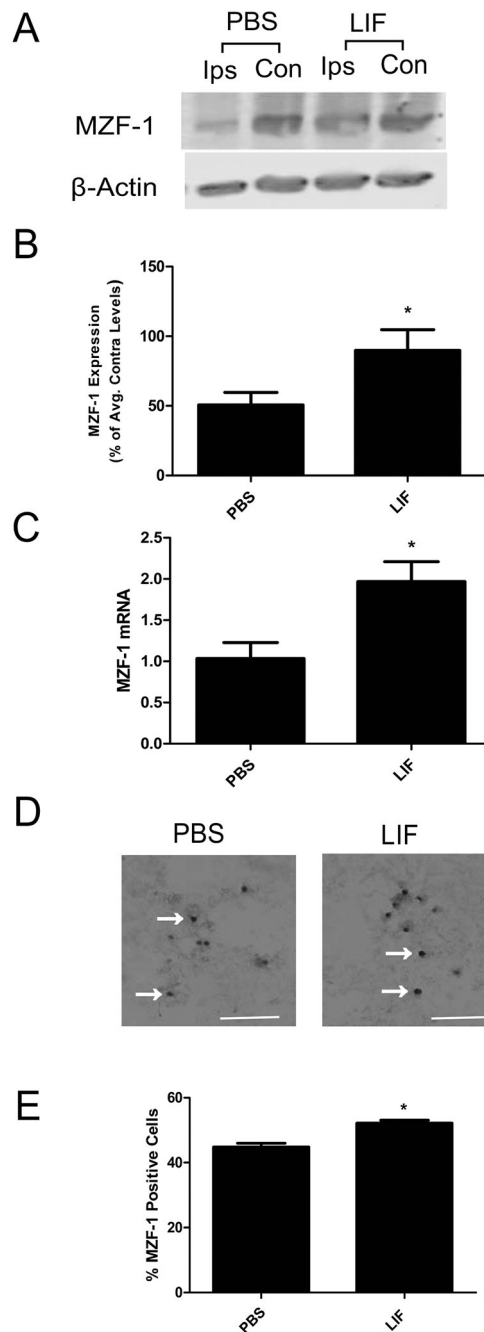 A
PBS LIF
Ips Con Ips Con
MZF-1
β-Actin
B
MZF-1 Expression
(% of Avg. Contra Levels)
150
100
50
0
*
PBS LIF
C
MZF-1 mRNA
2.5
2.0
1.5
1.0
0.5
0.0
*
PBS LIF
D
PBS LIF
E
% MZF-1 Positive Cells
60
40
20
0
*
PBS LIF